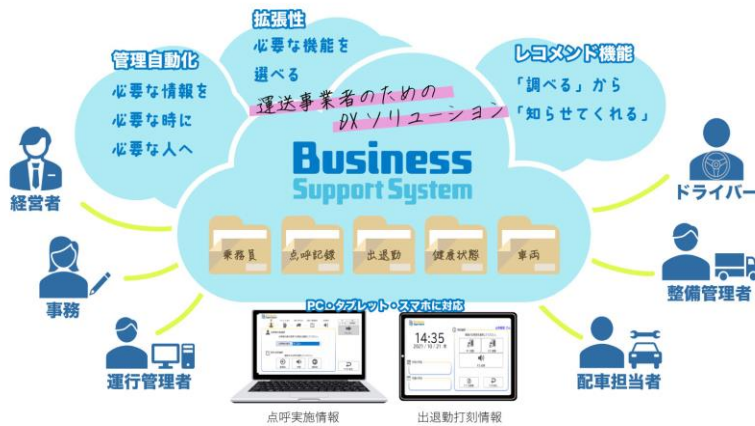 拡張性
必要な機能を
選べる
管理自動化
必要な情報を
必要な時に
必要な人へ
レコメンド機能
「調べる」から
「知らせてくれる」
運送事業者のための
DXソリューション
Business
Support System
経営者
ドライバー
乗務員
点呼記録
出退勤
健康状態
車両
事務
整備管理者
PC・タブレット・スマホに対応
運行管理者
配車担当者
14:35
点呼実施情報
出退勤打刻情報